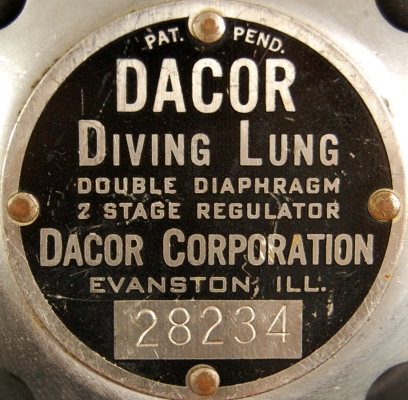 PAT. PEND.
DACOR
DIVING LUNG
DOUBLE DIAPHRAGM
2 STAGE REGULATOR
DACOR CORPORATION
EVANSTON, ILL.
28234